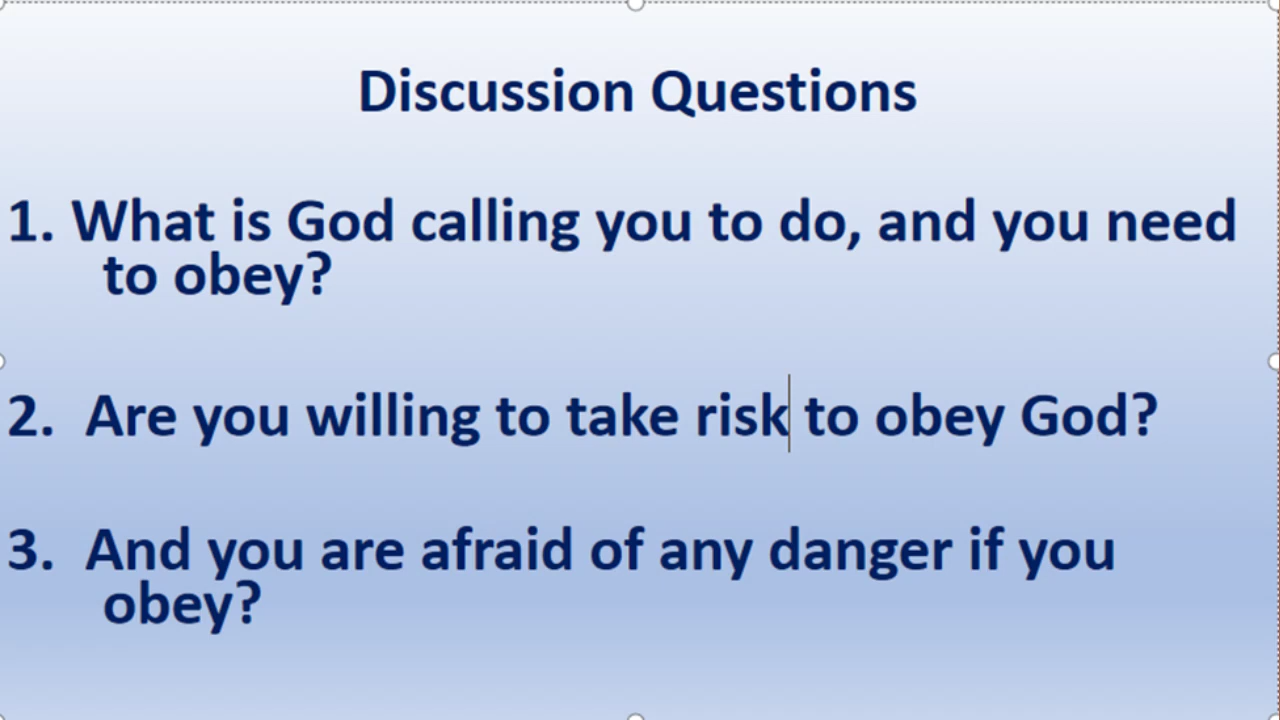 Discussion Questions
1. What is God calling you to do, and you need
to obey?
2. Are you willing to take risk to obey God?
3. And you are afraid of any danger if you
obey?